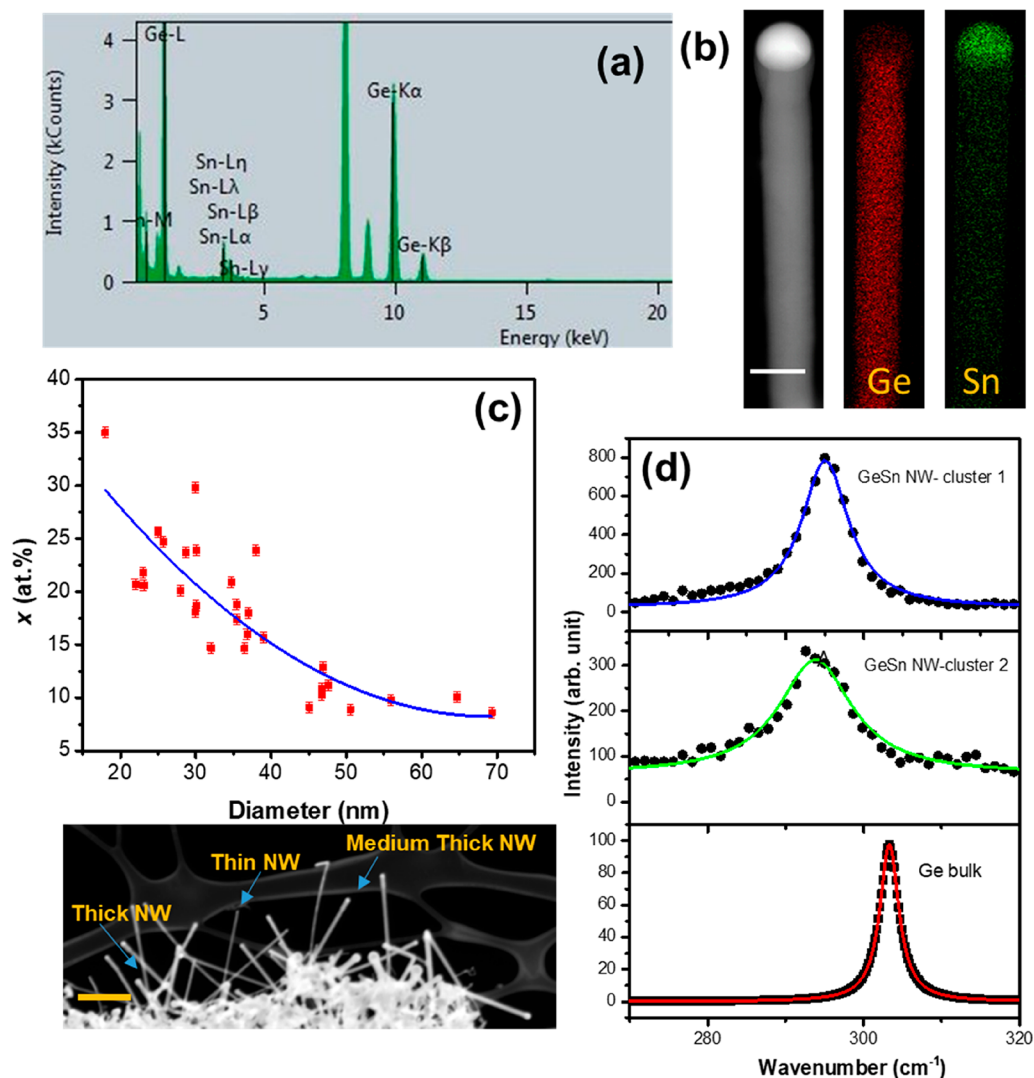 (a)
4
3
2
1
0
Intensity (kCounts)
Ge-L
Sn-Lη
Sn-Lλ
Sn-Lβ
n-M
Sn-Lα
Sn-Lγ
Ge-Kα
Ge-Kβ
5 10 15 20
Energy (keV)
(b)
Ge
Sn
(c)
40
35
30
25
20
15
10
5
x (at.%)
20 30 40 50 60 70
Diameter (nm)
Thin NW
Medium Thick NW
Thick NW
(d)
800
600
400
200
0
GeSn NW- cluster 1
300
200
100
0
GeSn NW-cluster 2
A
Intensity (arb. unit)
100
80
60
40
20
0
Ge bulk
280 300 320
Wavenumber (cm⁻¹)